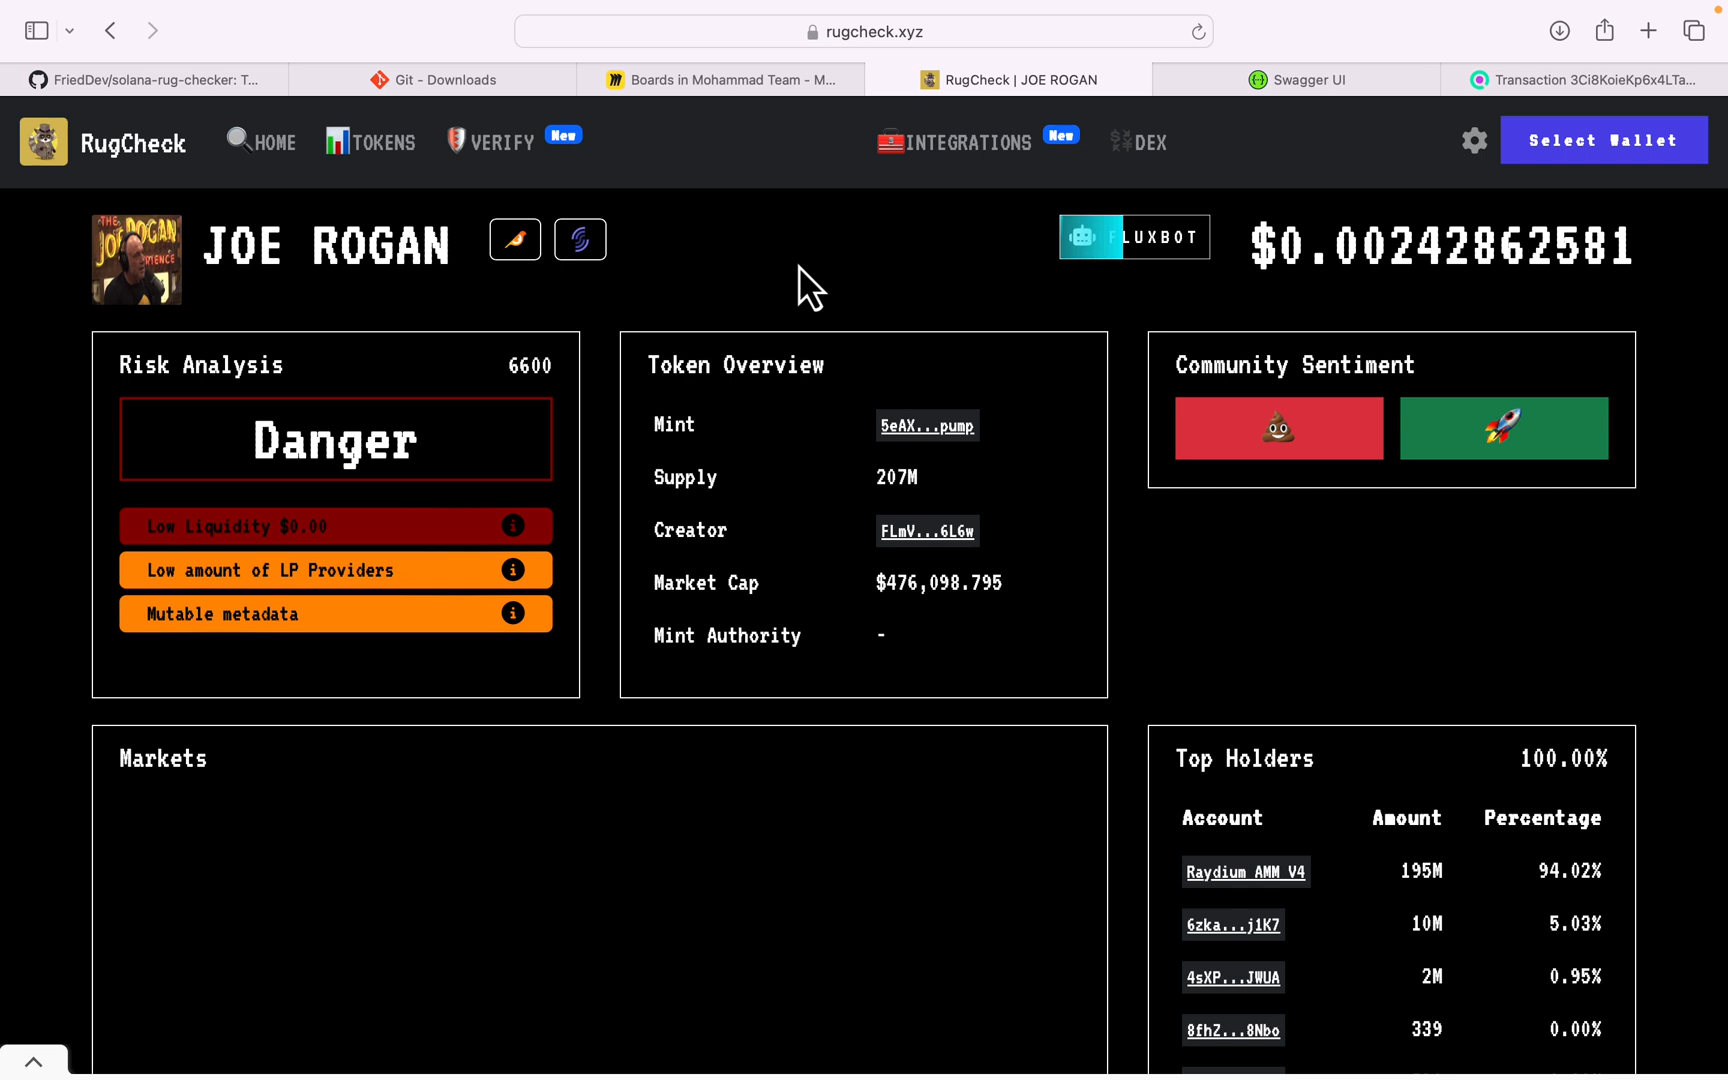 rugcheck.xyz
FriedDev/solana-rug-checker: T...
Git - Downloads
Boards in Mohammad Team - M...
RugCheck | JOE ROGAN
Swagger UI
Transaction 3Ci8KoieKp6x4LTa...
RugCheck
HOME
TOKENS
VERIFY
New
INTEGRATIONS
New
DEX
Select Wallet
JOE ROGAN
FLUXBOT
$0.00242862581
Risk Analysis
6600
Danger
Low Liquidity $0.00
Low amount of LP Providers
Mutable metadata
Token Overview
Mint
5eAX...pump
Supply
207M
Creator
FLmV...6L6w
Market Cap
$476,098.795
Mint Authority
-
Community Sentiment
Markets
Top Holders
100.00%
Account Amount Percentage
Raydium AMM V4 195M 94.02%
6zka...j1K7 10M 5.03%
4sXP...JWUA 2M 0.95%
8fhZ...8Nbo 339 0.00%